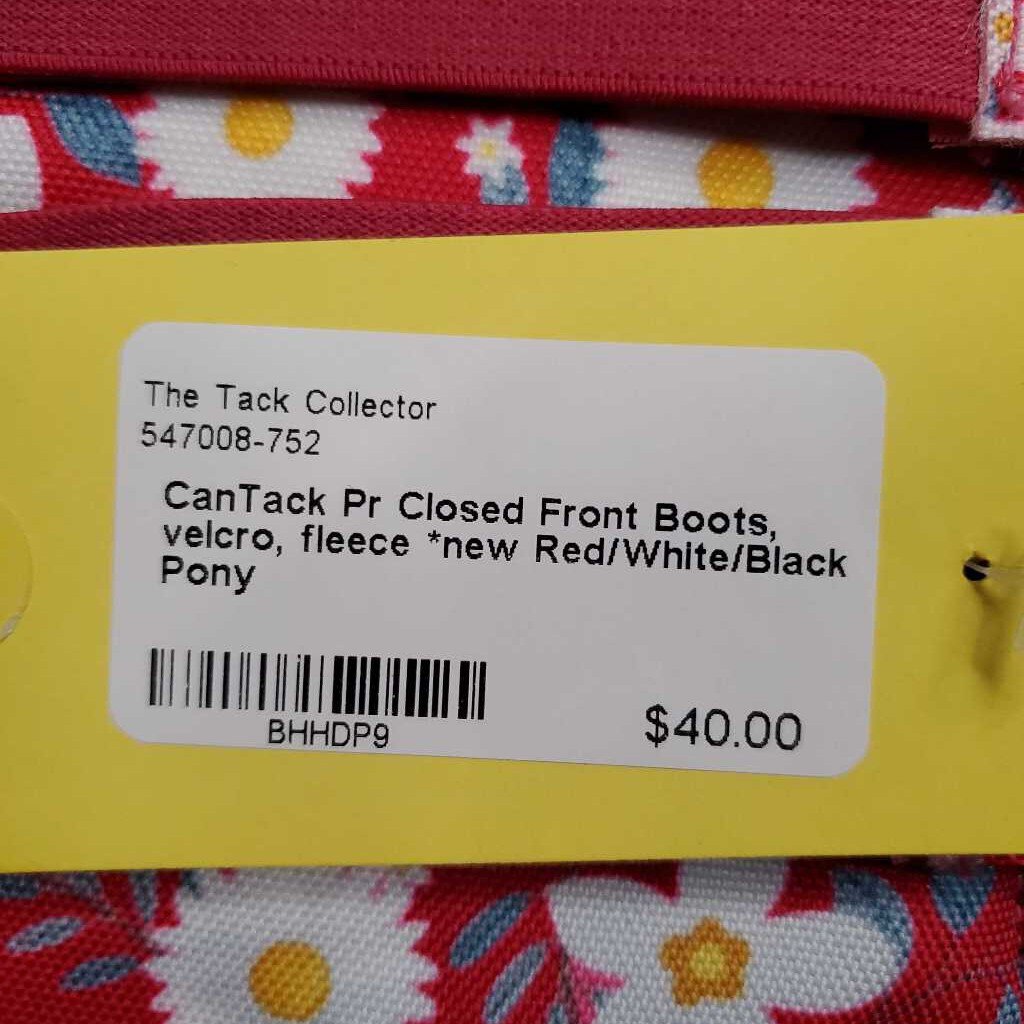 The Tack Collector
547008-752
CanTack Pr Closed Front Boots,
velcro, fleece *new Red/White/Black
Pony
BHHDP9
$40.00